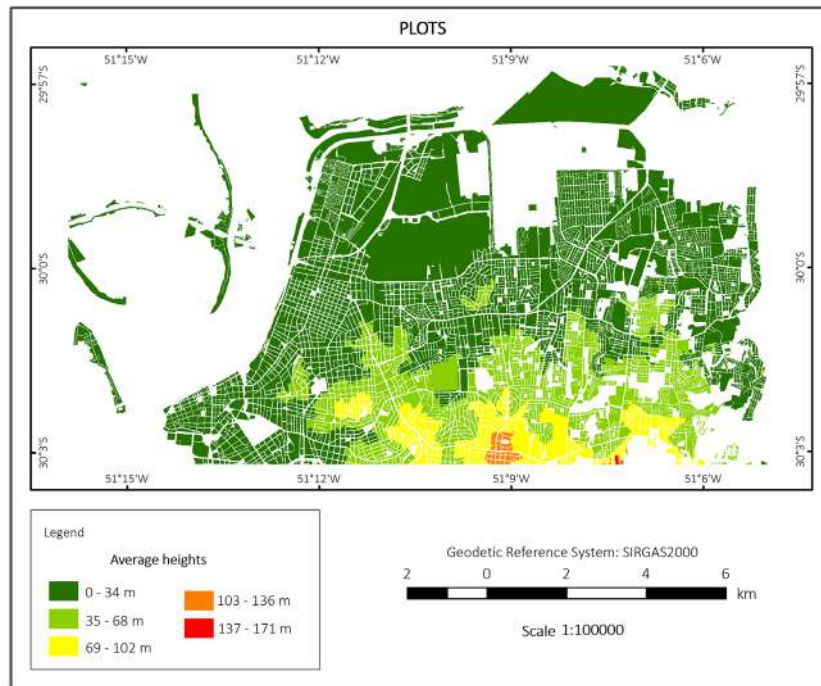 PLOTS
51°15'W 51°12'W 51°9'W 51°6'W
29°57'S 29°57'S
30°0'S 30°0'S
30°3'S 30°3'S
51°15'W 51°12'W 51°9'W 51°6'W
Legend
Average heights
0 - 34 m
35 - 68 m
69 - 102 m
103 - 136 m
137 - 171 m
Geodetic Reference System: SIRGAS2000
2 0 2 4 6
km
Scale 1:100000